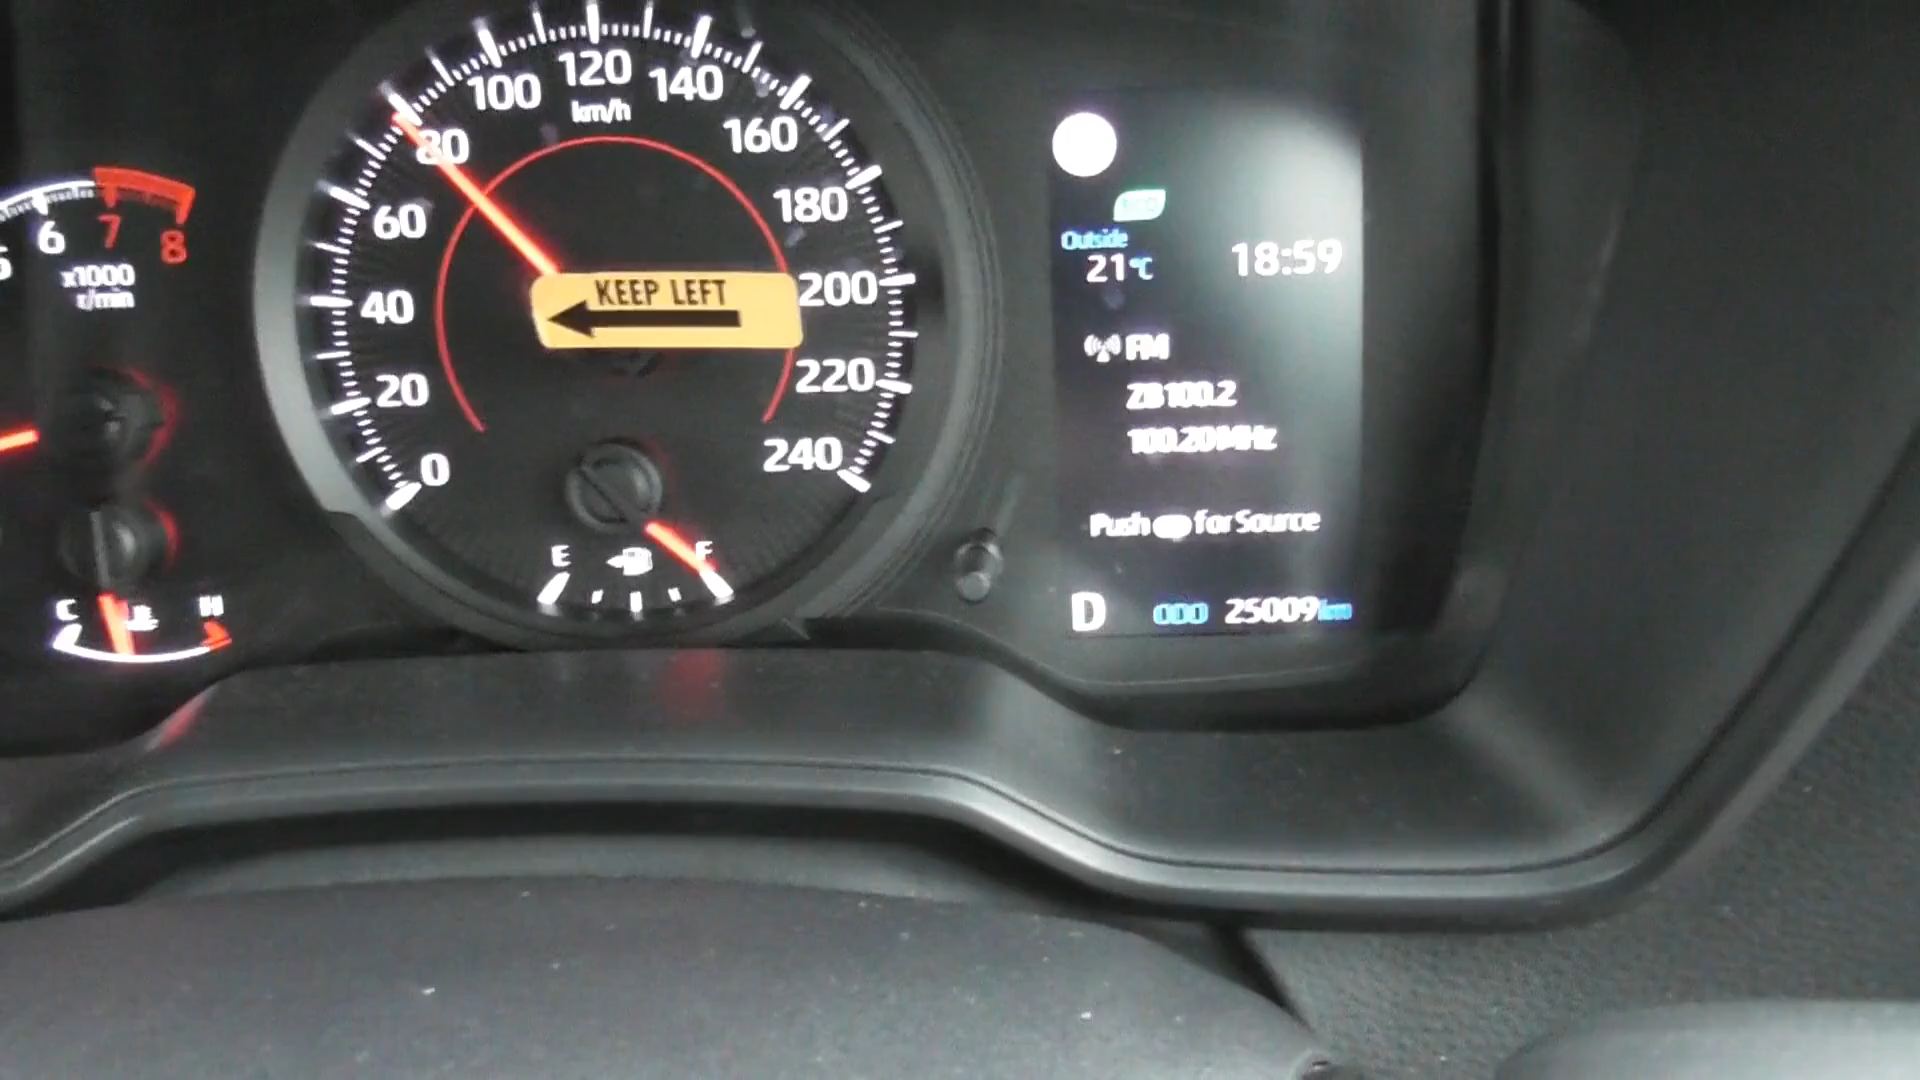 6
7
8
x1000
r/min
C
H
0
20
40
60
80
100
120
140
160
180
200
220
240
km/h
KEEP LEFT
E
F
Outside
21°C
18:59
FM
ZB100.2
100.20MHz
Push for Source
D ODO 25009km